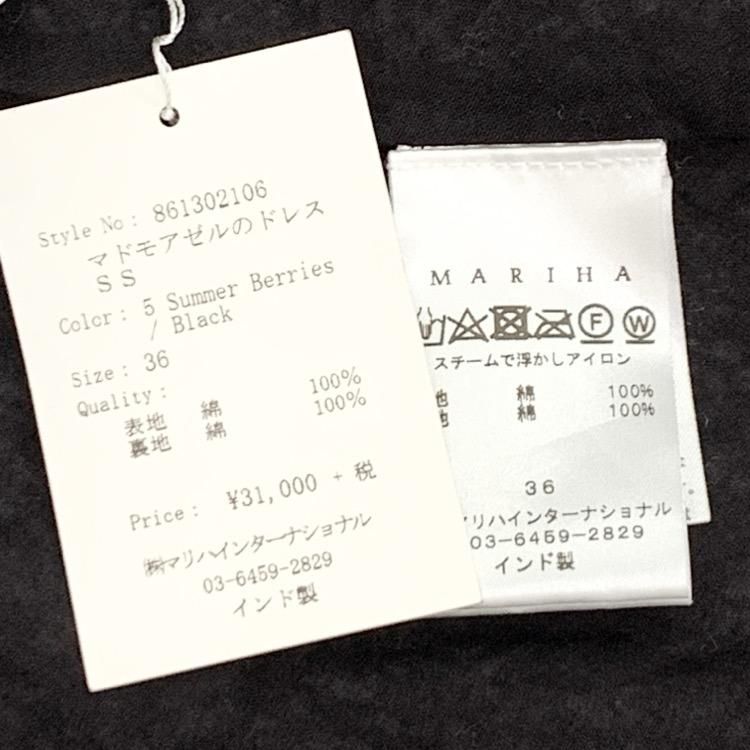 Style No: 861302106
マドモアゼルのドレス
SS
Color: 5 Summer Berries
/ Black
Size: 36
Quality:
表地 綿 100%
裏地 綿 100%
Price: ¥31,000 + 税
㈱マリハインターナショナル
03-6459-2829
インド製
MARIHA
F W
スチームで浮かしアイロン
地 綿 100%
地 綿 100%
36
マリハインターナショナル
03-6459-2829
インド製